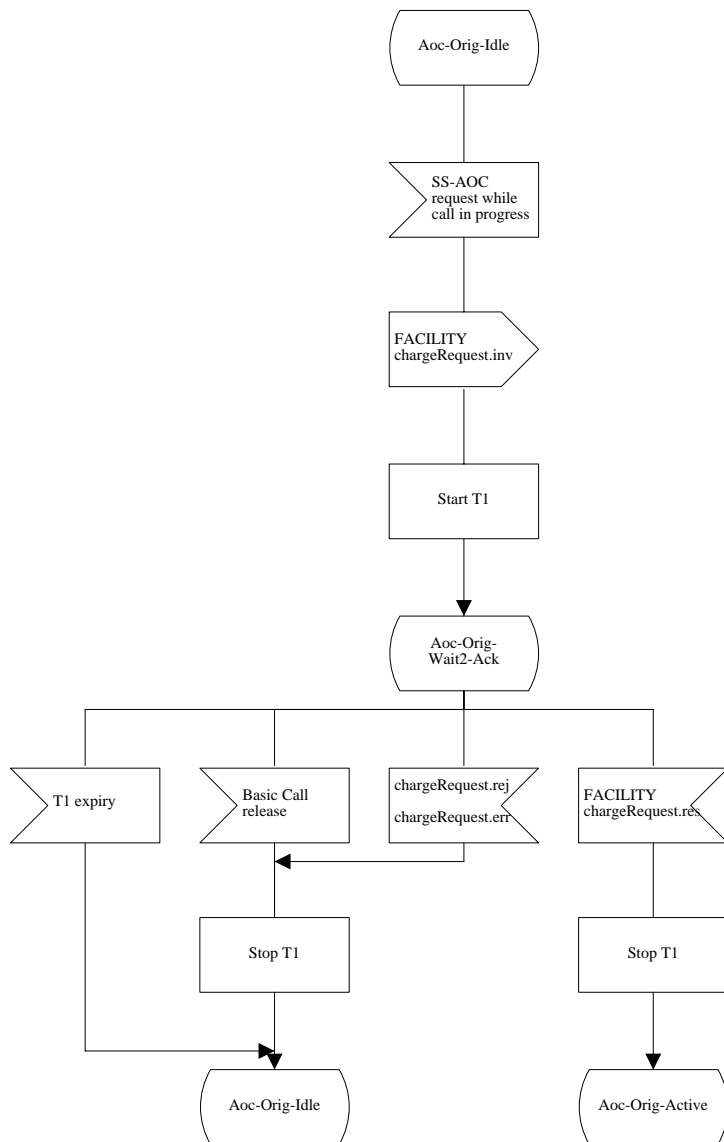 Aoc-Orig-Idle
SS-AOC
request while
call in progress
FACILITY
chargeRequest.inv
Start T1
Aoc-Orig-
Wait2-Ack
T1 expiry
Basic Call
release
chargeRequest.rej
chargeRequest.err
FACILITY
chargeRequest.res
Stop T1
Stop T1
Aoc-Orig-Idle
Aoc-Orig-Active